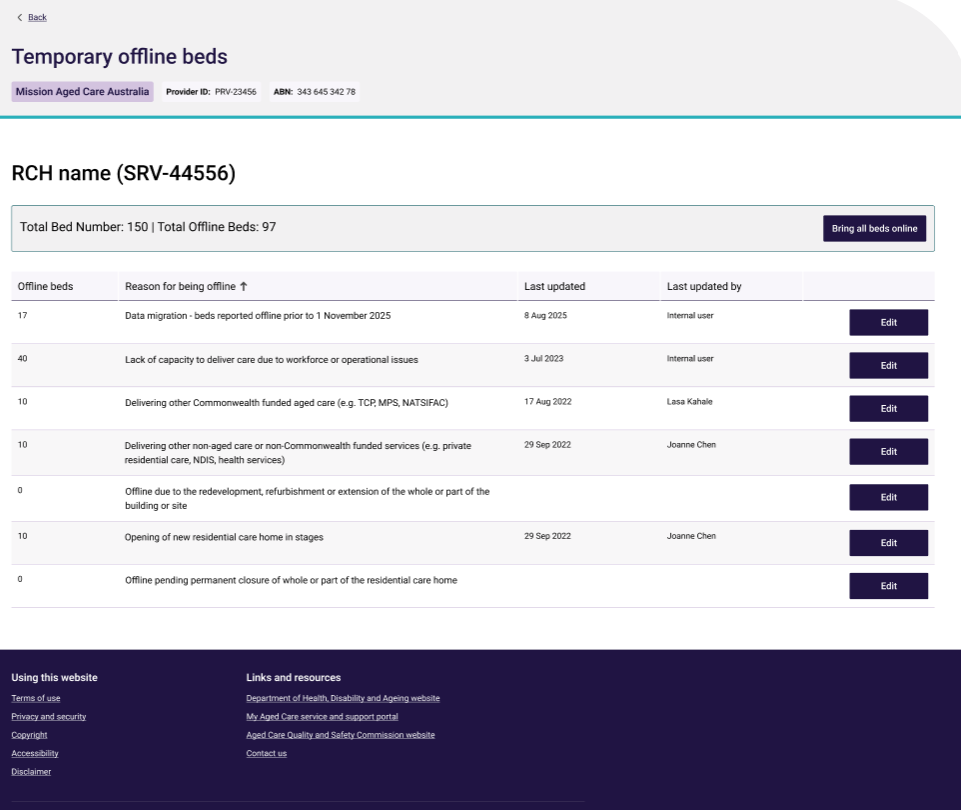 Back
Temporary offline beds
Mission Aged Care Australia Provider ID: PRV-23456 ABN: 343 645 342 78
RCH name (SRV-44556)
Total Bed Number: 150 | Total Offline Beds: 97 Bring all beds online
Offline beds Reason for being offline ↑ Last updated Last updated by
17 Data migration - beds reported offline prior to 1 November 2025 8 Aug 2025 Internal user Edit
40 Lack of capacity to deliver care due to workforce or operational issues 3 Jul 2023 Internal user Edit
10 Delivering other Commonwealth funded aged care (e.g. TCP, MPS, NATSIFAC) 17 Aug 2022 Lasa Kahale Edit
10 Delivering other non-aged care or non-Commonwealth funded services (e.g. private 29 Sep 2022 Joanne Chen Edit
residential care, NDIS, health services)
0 Offline due to the redevelopment, refurbishment or extension of the whole or part of the Edit
building or site
10 Opening of new residential care home in stages 29 Sep 2022 Joanne Chen Edit
0 Offline pending permanent closure of whole or part of the residential care home Edit
Using this website
Terms of use
Privacy and security
Copyright
Accessibility
Disclaimer
Links and resources
Department of Health, Disability and Ageing website
My Aged Care service and support portal
Aged Care Quality and Safety Commission website
Contact us